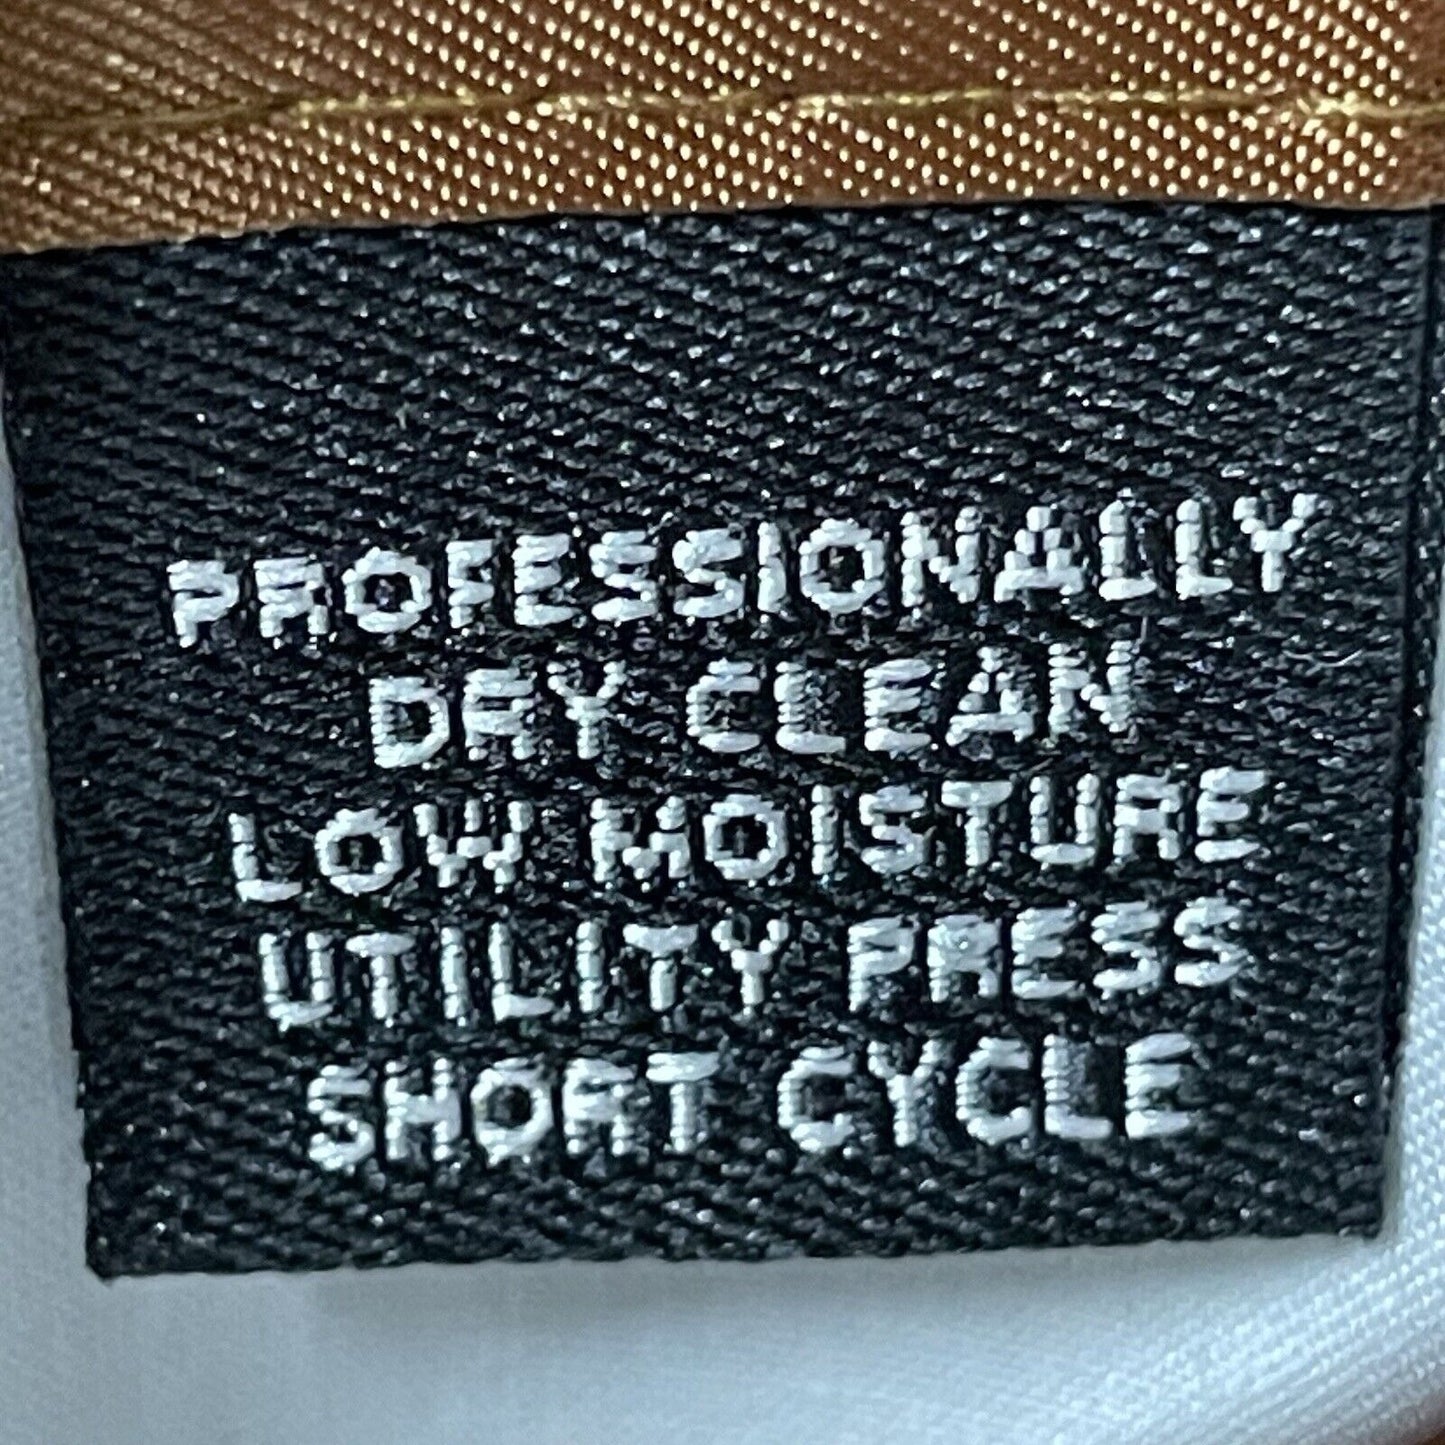 PROFESSIONALLY
DRY CLEAN
LOW MOISTURE
UTILITY PRESS
SHORT CYCLE